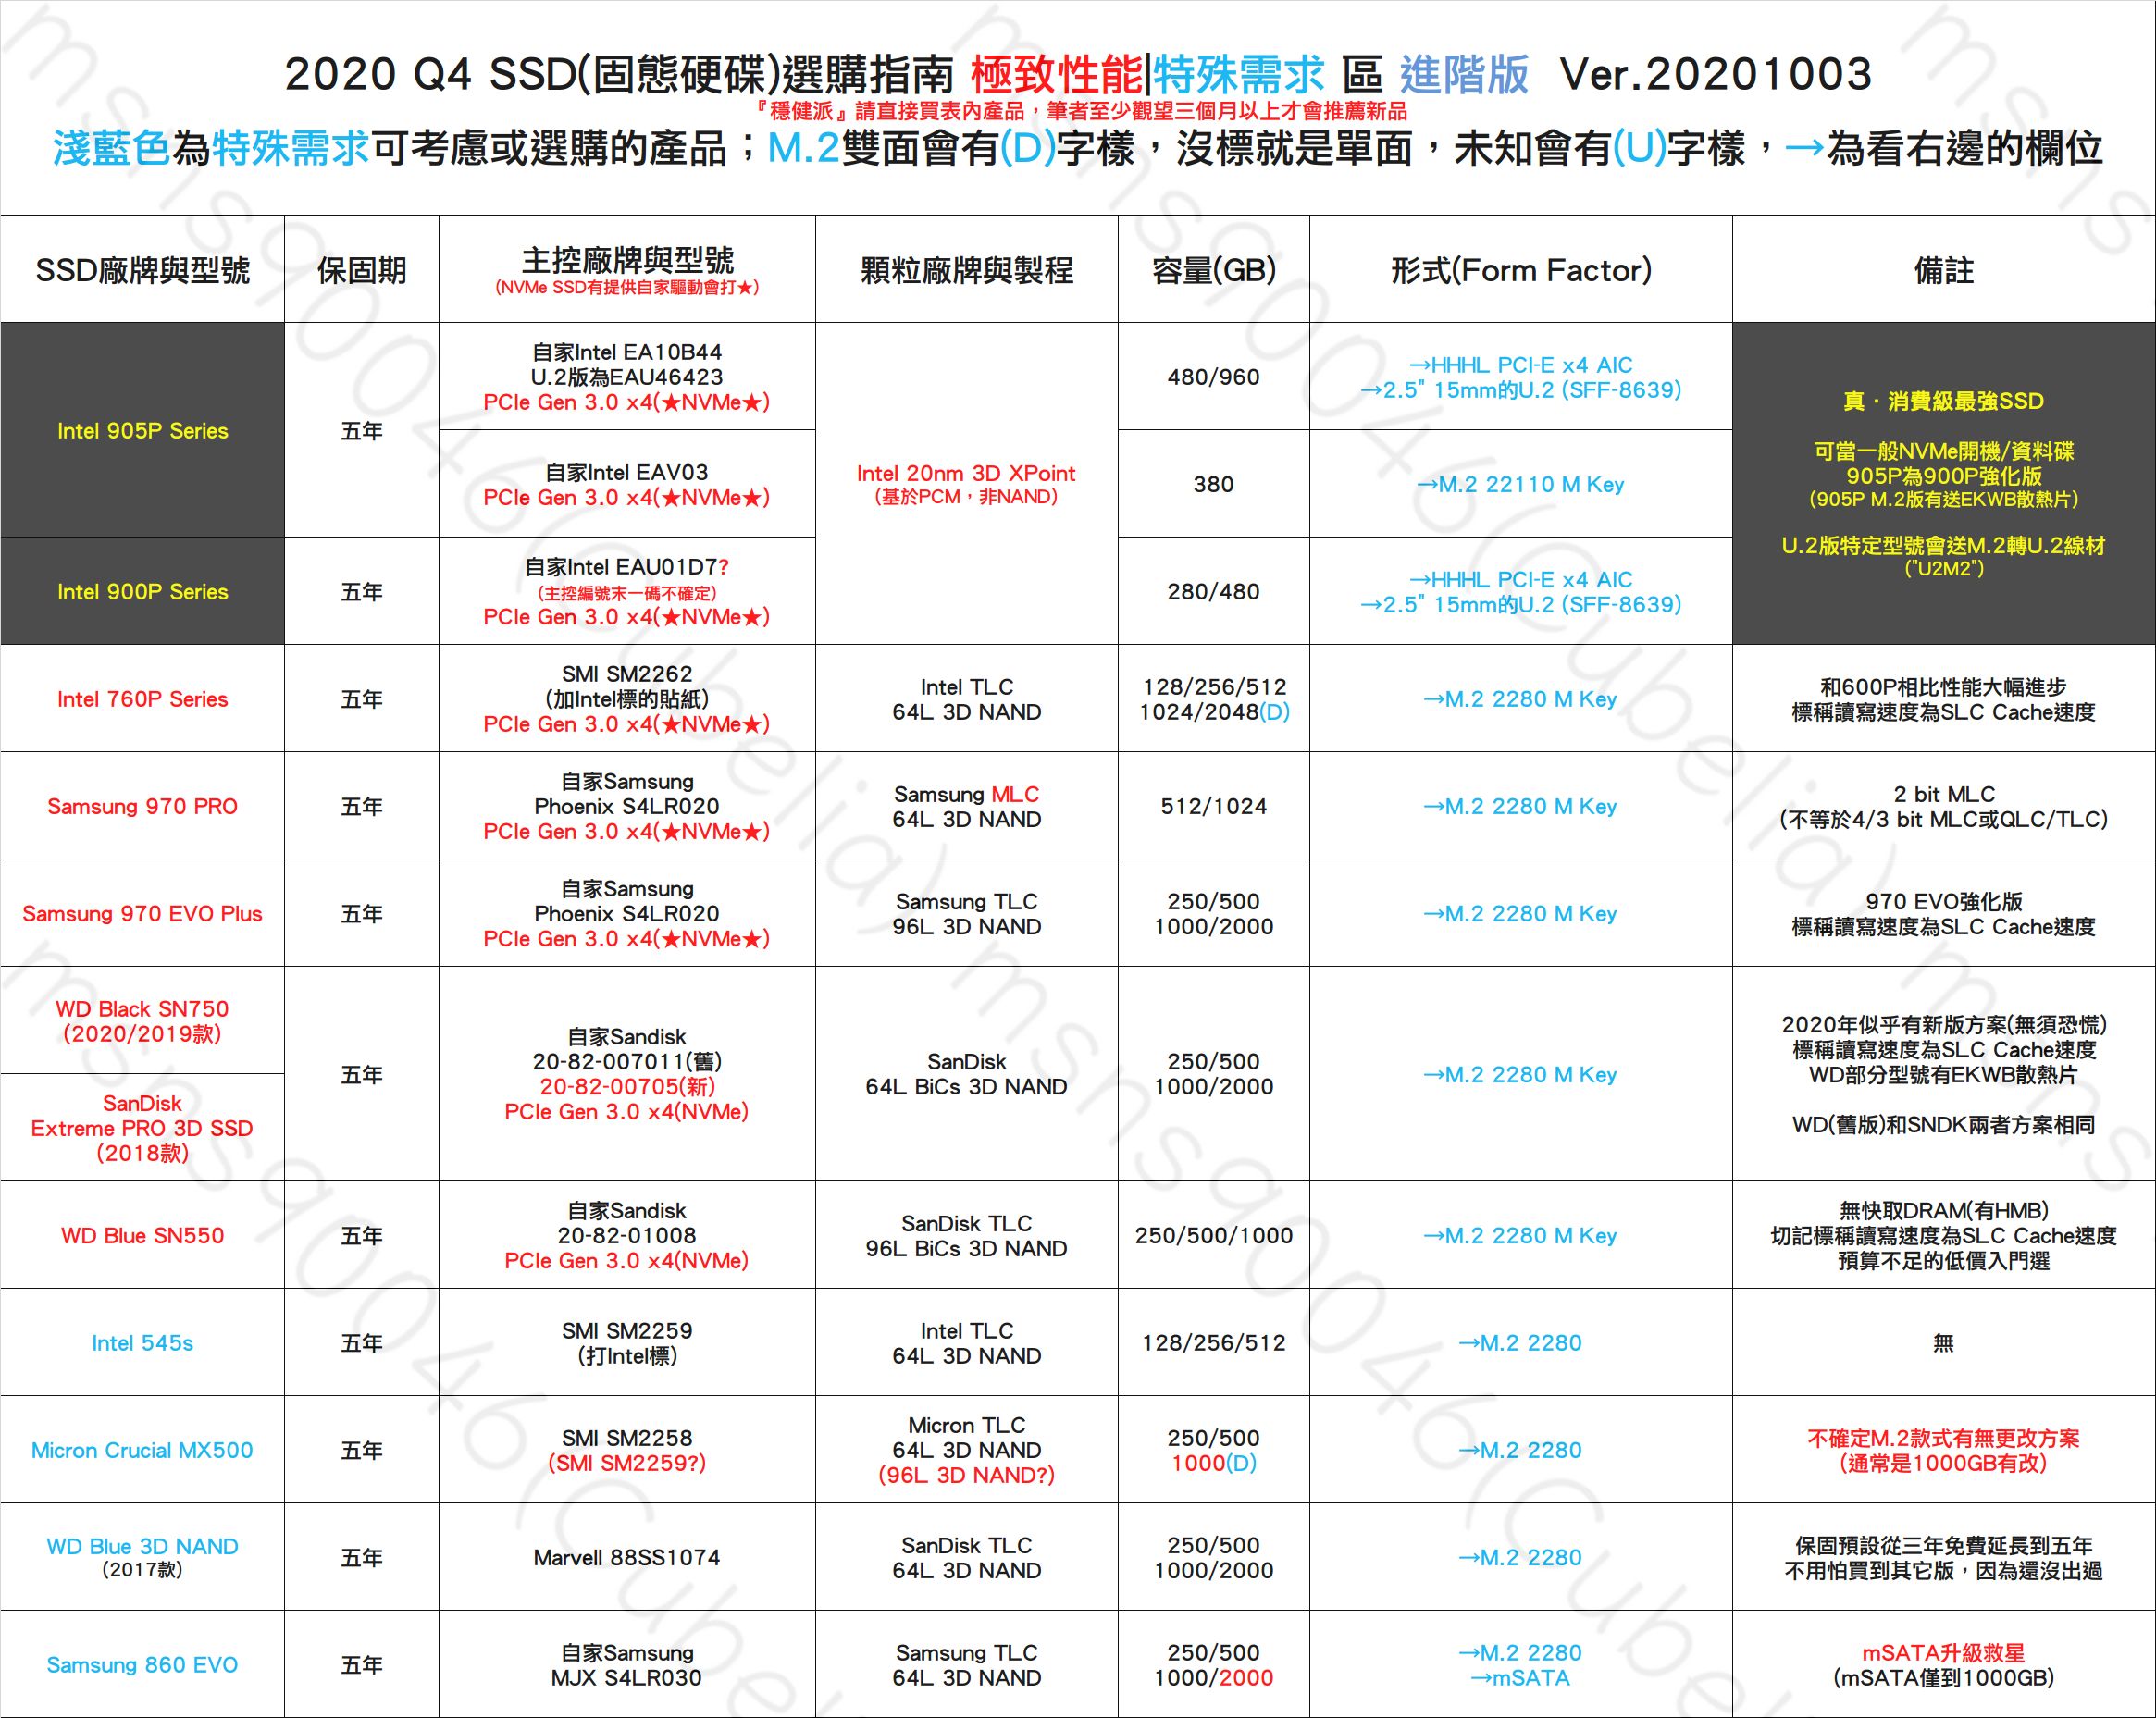 2020 Q4 SSD(固態硬碟)選購指南 極致性能|特殊需求 區 進階版 Ver.20201003
『穩健派』請直接買表內產品，筆者至少觀望三個月以上才會推薦新品
淺藍色為特殊需求可考慮或選購的產品；M.2雙面會有(D)字樣，沒標就是單面，未知會有(U)字樣，→為看右邊的欄位
SSD廠牌與型號
保固期
主控廠牌與型號
(NVMe SSD有提供自家驅動會打★)
顆粒廠牌與製程
容量(GB)
形式(Form Factor)
備註
Intel 905P Series
五年
自家Intel EA10B44
U.2版為EAU46423
PCIe Gen 3.0 x4(★NVMe★)
Intel 20nm 3D XPoint
(基於PCM，非NAND)
480/960
→HHHL PCI-E x4 AIC
→2.5" 15mm的U.2 (SFF-8639)
真．消費級最強SSD
可當一般NVMe開機/資料碟
905P為900P強化版
(905P M.2版有送EKWB散熱片)
U.2版特定型號會送M.2轉U.2線材
("U2M2")
自家Intel EAV03
PCIe Gen 3.0 x4(★NVMe★)
380
→M.2 22110 M Key
Intel 900P Series
五年
自家Intel EAU01D7?
(主控編號末一碼不確定)
PCIe Gen 3.0 x4(★NVMe★)
280/480
→HHHL PCI-E x4 AIC
→2.5" 15mm的U.2 (SFF-8639)
Intel 760P Series
五年
SMI SM2262
(加Intel標的貼紙)
PCIe Gen 3.0 x4(★NVMe★)
Intel TLC
64L 3D NAND
128/256/512
1024/2048(D)
→M.2 2280 M Key
和600P相比性能大幅進步
標稱讀寫速度為SLC Cache速度
Samsung 970 PRO
五年
自家Samsung
Phoenix S4LR020
PCIe Gen 3.0 x4(★NVMe★)
Samsung MLC
64L 3D NAND
512/1024
→M.2 2280 M Key
2 bit MLC
(不等於4/3 bit MLC或QLC/TLC)
Samsung 970 EVO Plus
五年
自家Samsung
Phoenix S4LR020
PCIe Gen 3.0 x4(★NVMe★)
Samsung TLC
96L 3D NAND
250/500
1000/2000
→M.2 2280 M Key
970 EVO強化版
標稱讀寫速度為SLC Cache速度
WD Black SN750
(2020/2019款)
SanDisk
Extreme PRO 3D SSD
(2018款)
五年
自家Sandisk
20-82-007011(舊)
20-82-00705(新)
PCIe Gen 3.0 x4(NVMe)
SanDisk
64L BiCs 3D NAND
250/500
1000/2000
→M.2 2280 M Key
2020年似乎有新版方案(無須恐慌)
標稱讀寫速度為SLC Cache速度
WD部分型號有EKWB散熱片
WD(舊版)和SNDK兩者方案相同
WD Blue SN550
五年
自家Sandisk
20-82-01008
PCIe Gen 3.0 x4(NVMe)
SanDisk TLC
96L BiCs 3D NAND
250/500/1000
→M.2 2280 M Key
無快取DRAM(有HMB)
切記標稱讀寫速度為SLC Cache速度
預算不足的低價入門選
Intel 545s
五年
SMI SM2259
(打Intel標)
Intel TLC
64L 3D NAND
128/256/512
→M.2 2280
無
Micron Crucial MX500
五年
SMI SM2258
(SMI SM2259?)
Micron TLC
64L 3D NAND
(96L 3D NAND?)
250/500
1000(D)
→M.2 2280
不確定M.2款式有無更改方案
(通常是1000GB有改)
WD Blue 3D NAND
(2017款)
五年
Marvell 88SS1074
SanDisk TLC
64L 3D NAND
250/500
1000/2000
→M.2 2280
保固預設從三年免費延長到五年
不用怕買到其它版，因為還沒出過
Samsung 860 EVO
五年
自家Samsung
MJX S4LR030
Samsung TLC
64L 3D NAND
250/500
1000/2000
→M.2 2280
→mSATA
mSATA升級救星
(mSATA僅到1000GB)
msns90046(Cubelia) msns90046(Cubelia)